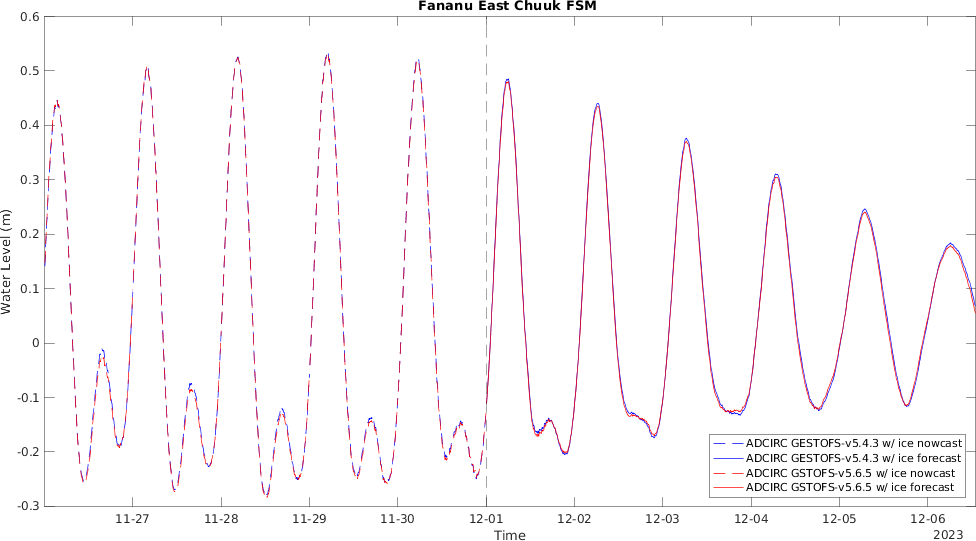 Fananu East Chuuk FSM
0.6
0.5
0.4
0.3
0.2
0.1
0
-0.1
-0.2
-0.3
Water Level (m)
11-27 11-28 11-29 11-30 12-01 12-02 12-03 12-04 12-05 12-06
Time
2023
ADCIRC GESTOFS-v5.4.3 w/ ice nowcast
ADCIRC GESTOFS-v5.4.3 w/ ice forecast
ADCIRC GSTOFS-v5.6.5 w/ ice nowcast
ADCIRC GSTOFS-v5.6.5 w/ ice forecast